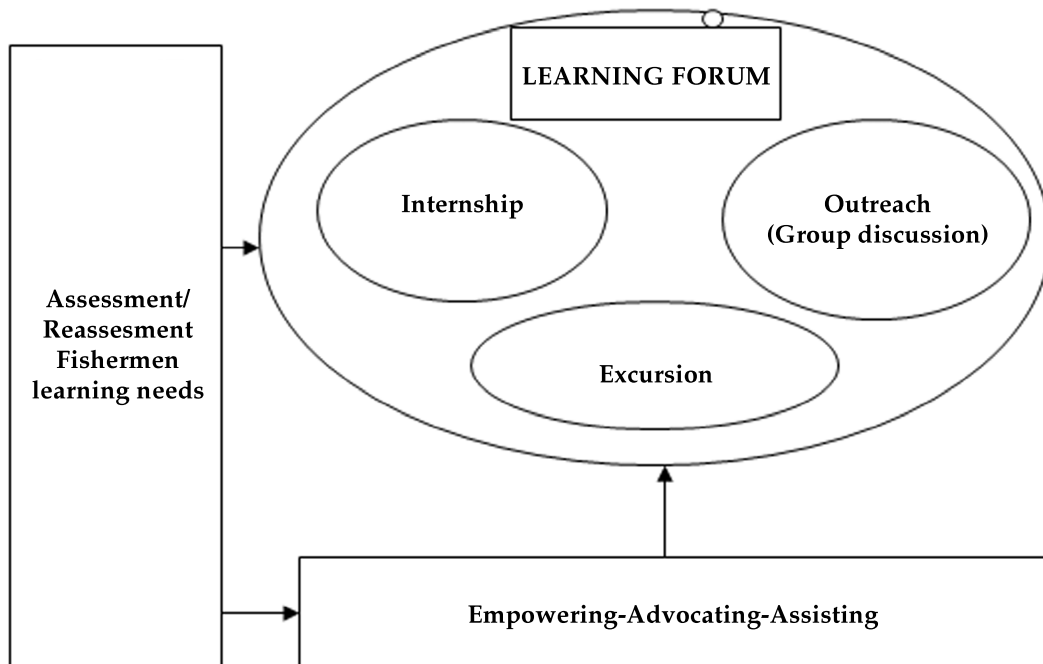 LEARNING FORUM
Internship
Outreach
(Group discussion)
Assessment/
Reassesment
Fishermen
learning needs
Excursion
Empowering-Advocating-Assisting